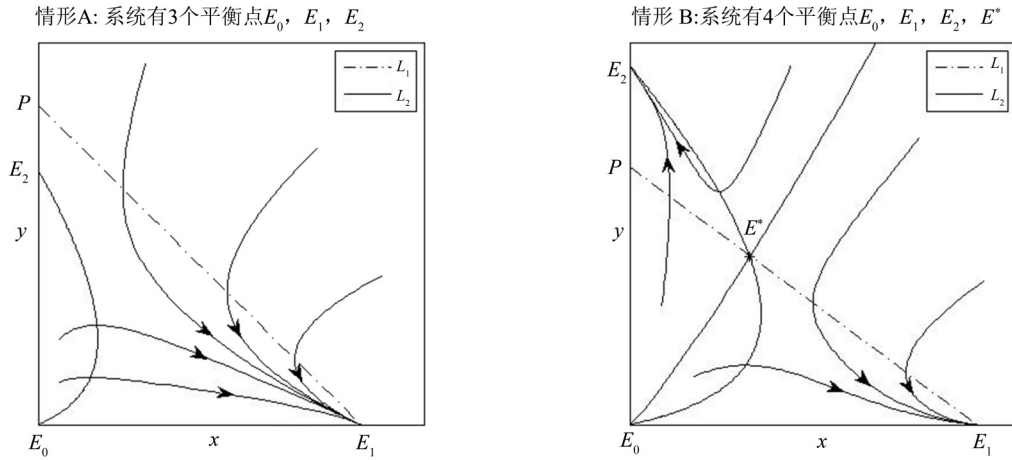 情形A: 系统有3个平衡点E₀，E₁，E₂
L₁
L₂
P
E₂
y
E₀
x
E₁
情形 B:系统有4个平衡点E₀，E₁，E₂，E*
L₁
L₂
E₂
P
y
E*
E₀
x
E₁